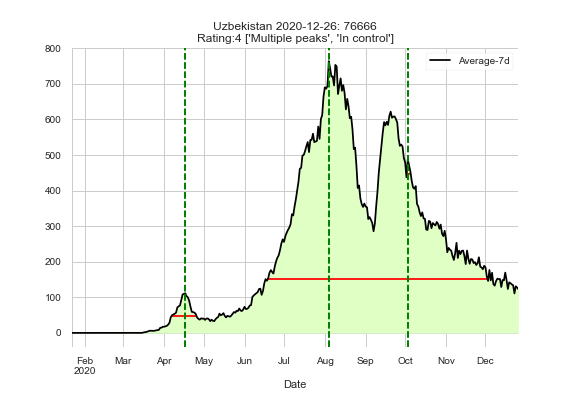 Uzbekistan 2020-12-26: 76666
Rating:4 ['Multiple peaks', 'In control']
Average-7d
800
700
600
500
400
300
200
100
0
Feb Mar Apr May Jun Jul Aug Sep Oct Nov Dec
2020
Date